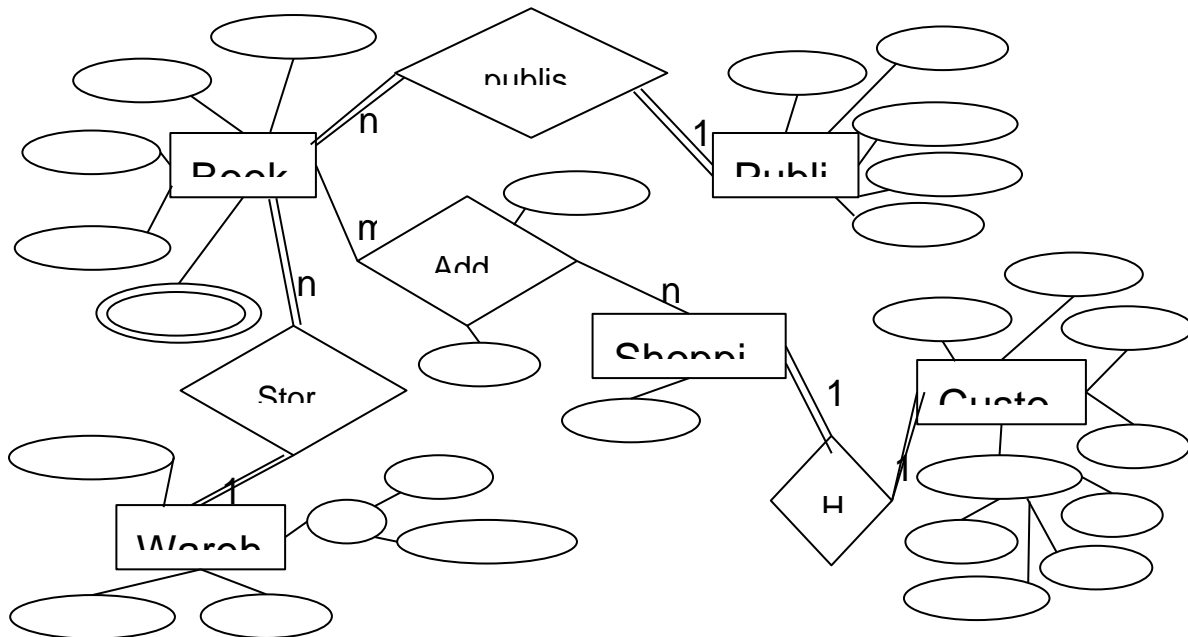 publis
n
1
Book
Publi
m
Add
n
n
Shoppi
1
Stor
Custo
1
1
H
Wareh